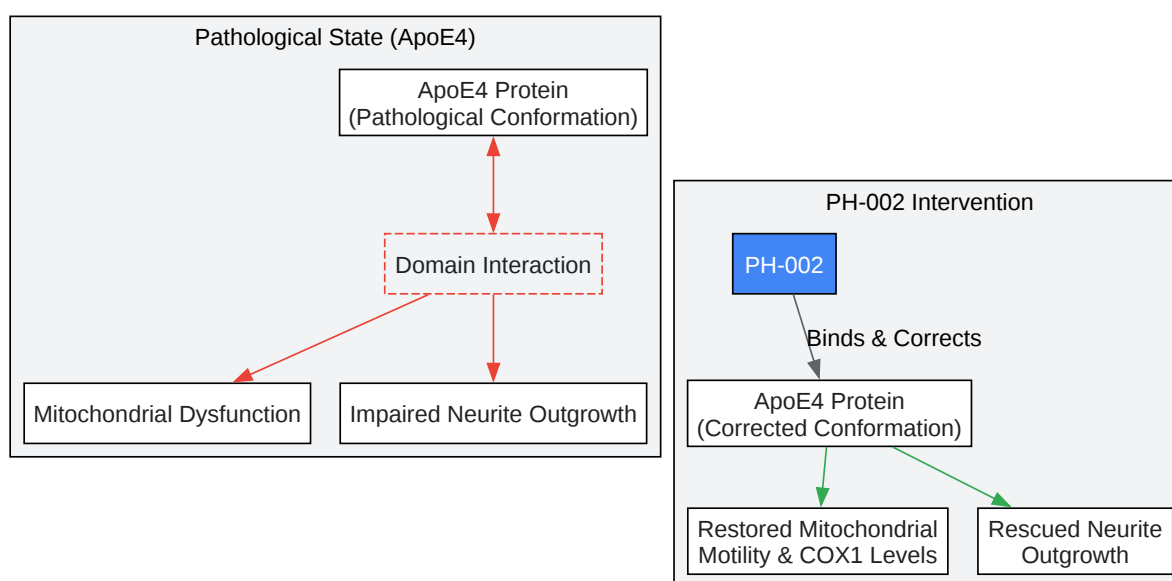 Pathological State (ApoE4)
ApoE4 Protein
(Pathological Conformation)
Domain Interaction
Mitochondrial Dysfunction
Impaired Neurite Outgrowth
PH-002 Intervention
PH-002
Binds & Corrects
ApoE4 Protein
(Corrected Conformation)
Restored Mitochondrial
Motility & COX1 Levels
Rescued Neurite
Outgrowth